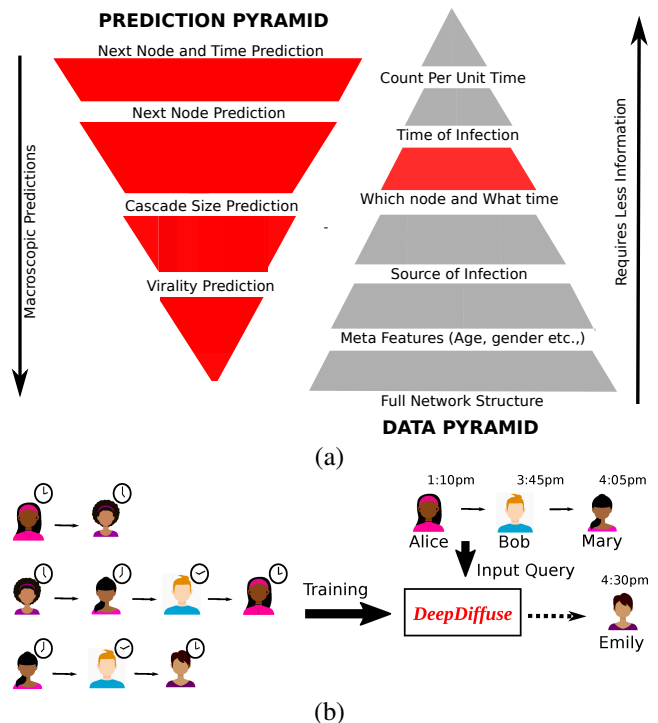 PREDICTION PYRAMID
Next Node and Time Prediction
Next Node Prediction
Cascade Size Prediction
Virality Prediction
Macroscopic Predictions
Count Per Unit Time
Time of Infection
Which node and What time
Source of Infection
Meta Features (Age, gender etc.,)
Full Network Structure
DATA PYRAMID
Requires Less Information
-
(a)
1:10pm 3:45pm 4:05pm
Alice Bob Mary
Training
Input Query
DeepDiffuse
4:30pm
Emily
(b)